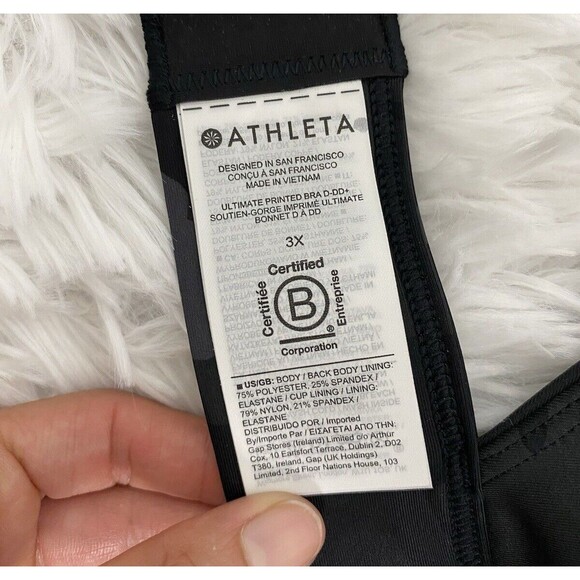 ATHLETA
DESIGNED IN SAN FRANCISCO
CONÇU À SAN FRANCISCO
MADE IN VIETNAM
ULTIMATE PRINTED BRA D-DD+
SOUTIEN-GORGE IMPRIMÉ ULTIMATE
BONNET D À DD
3X
Certified
Certifiée
B
Entreprise
®
Corporation
■ US/GB: BODY / BACK BODY LINING:
75% POLYESTER, 25% SPANDEX /
ELASTANE / CUP LINING / LINING:
79% NYLON, 21% SPANDEX /
ELASTANE
DISTRIBUIDO POR / Imported
By/Importe Par / ΕΙΣΑΓΕΤΑΙ ΑΠΟ ΤΗΝ:
Gap Stores (Ireland) Limited c/o Arthur
Cox, 10 Earlsfort Terrace, Dublin 2, D02
T380, Ireland, Gap (UK Holdings)
Limited, 2nd Floor Nations House, 103